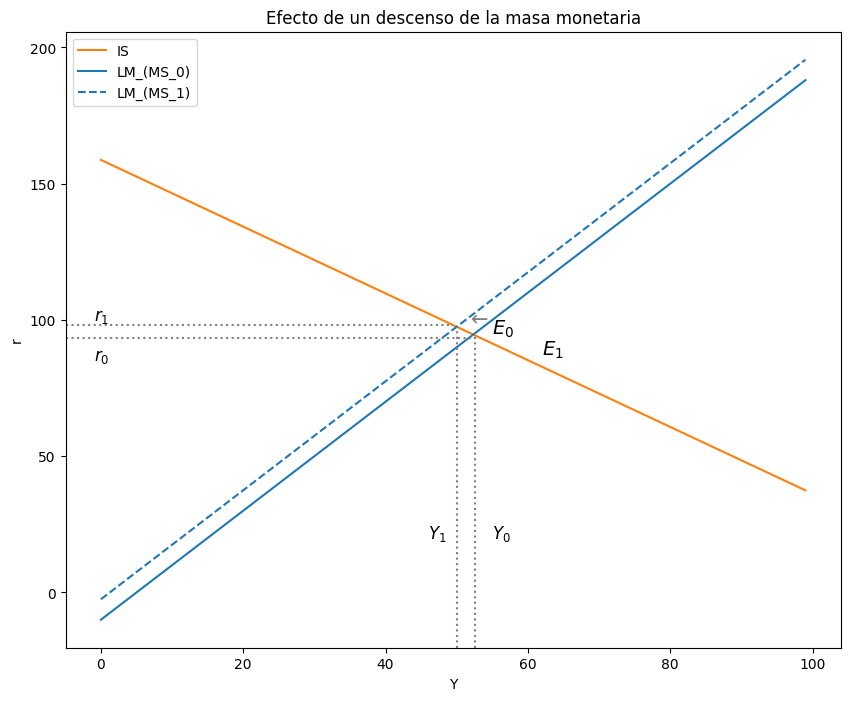 Efecto de un descenso de la masa monetaria
IS
LM_(MS_0)
LM_(MS_1)
200
150
100
50
0
r
r₁
r₀
E₀
E₁
Y₁
Y₀
0
20
40
60
80
100
Y